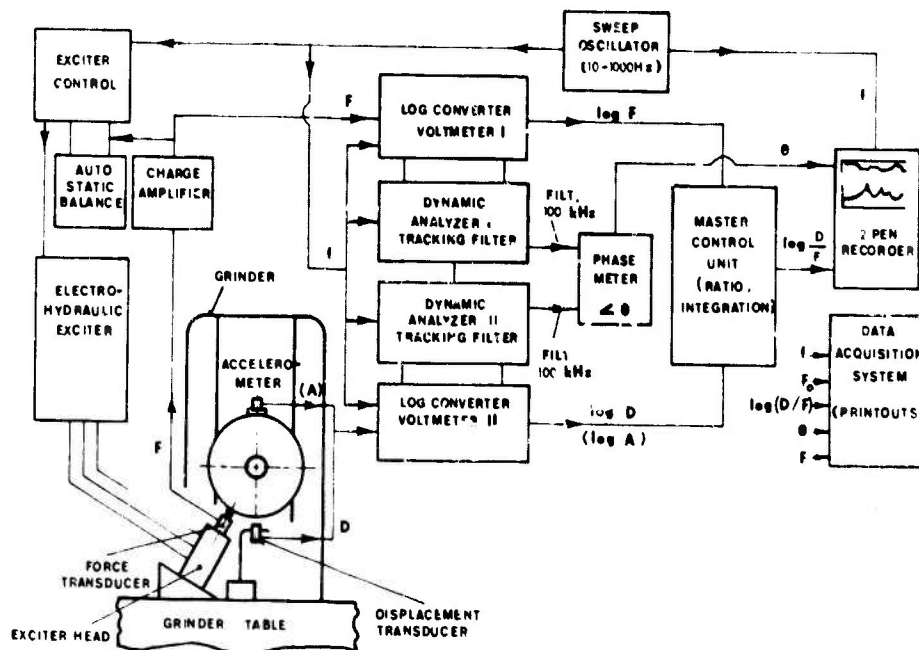 SWEEP
OSCILLATOR
(10-1000Hz)
EXCITER
CONTROL
F
LOG CONVERTER
VOLTMETER I
log F
f
AUTO
STATIC
BALANCE
CHARGE
AMPLIFIER
θ
DYNAMIC
ANALYZER I
TRACKING FILTER
FILT.
100 kHz
MASTER
CONTROL
UNIT
(RATIO,
INTEGRATION)
2 PEN
RECORDER
log D/F
PHASE
METER
∠ θ
f
GRINDER
ELECTRO-
HYDRAULIC
EXCITER
DYNAMIC
ANALYZER II
TRACKING FILTER
FILT
100 kHz
ACCELERO-
METER
(A)
LOG CONVERTER
VOLTMETER II
log D
(log A)
DATA
ACQUISITION
SYSTEM
(PRINTOUTS)
f
F₀
log(D/F)
θ
F
F
D
FORCE
TRANSDUCER
EXCITER HEAD
GRINDER TABLE
DISPLACEMENT
TRANSDUCER